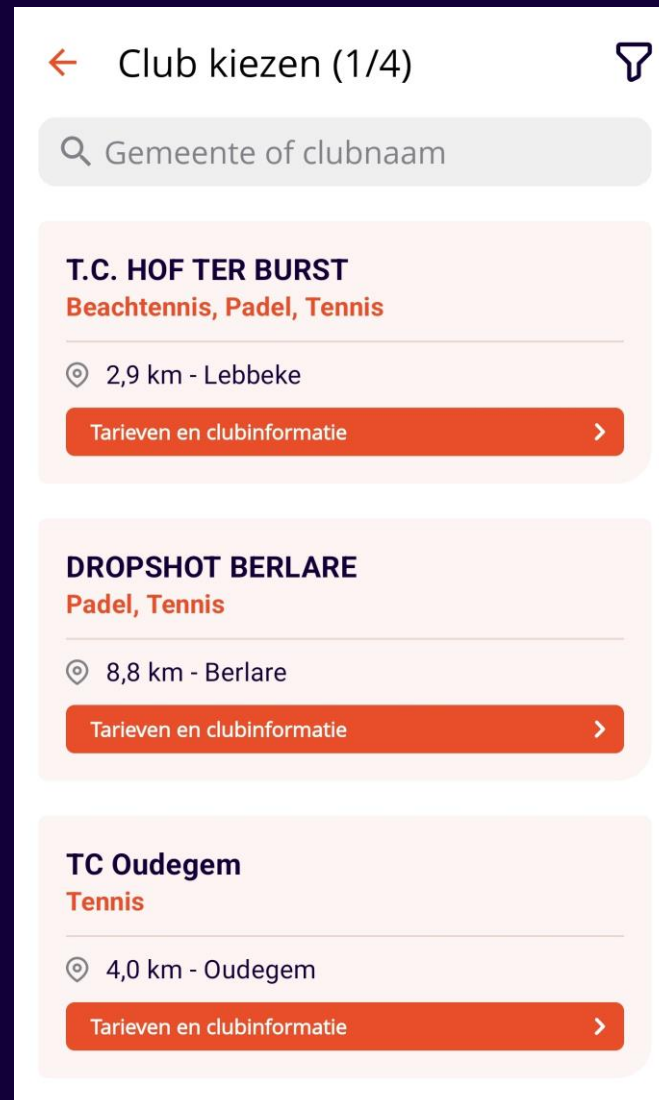 Club kiezen (1/4)
Gemeente of clubnaam
T.C. HOF TER BURST
Beachtennis, Padel, Tennis
2,9 km - Lebbeke
Tarieven en clubinformatie
DROPSHOT BERLARE
Padel, Tennis
8,8 km - Berlare
Tarieven en clubinformatie
TC Oudegem
Tennis
4,0 km - Oudegem
Tarieven en clubinformatie